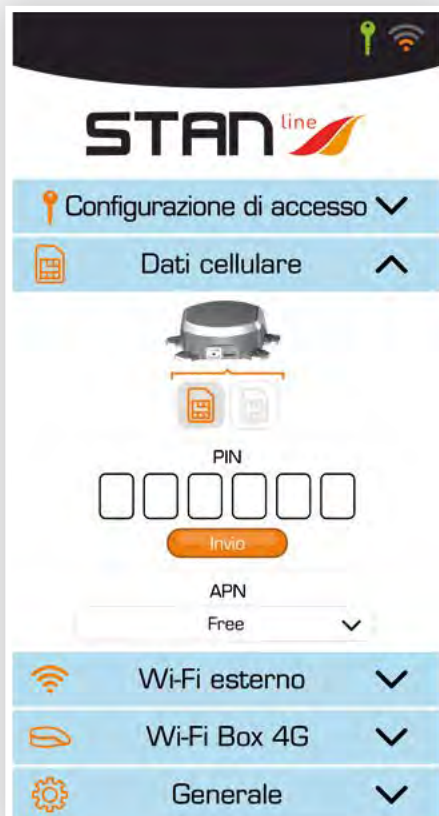 STAN line
Configurazione di accesso
Dati cellulare
PIN
Invio
APN
Free
Wi-Fi esterno
Wi-Fi Box 4G
Generale